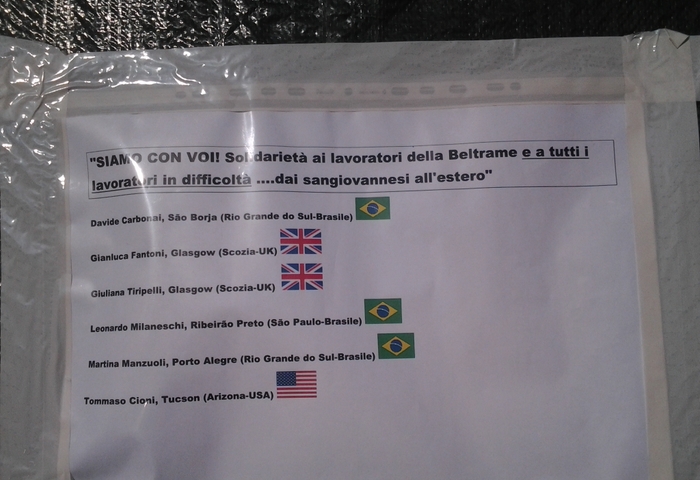 "SIAMO CON VOI! Solidarietà ai lavoratori della Beltrame e a tutti i
lavoratori in difficoltà ....dai sangiovannesi all'estero"
Davide Carbonai, São Borja (Rio Grande do Sul-Brasile)
Gianluca Fantoni, Glasgow (Scozia-UK)
Giuliana Tiripelli, Glasgow (Scozia-UK)
Leonardo Milaneschi, Ribeirão Preto (São Paulo-Brasile)
Martina Manzuoli, Porto Alegre (Rio Grande do Sul-Brasile)
Tommaso Cioni, Tucson (Arizona-USA)